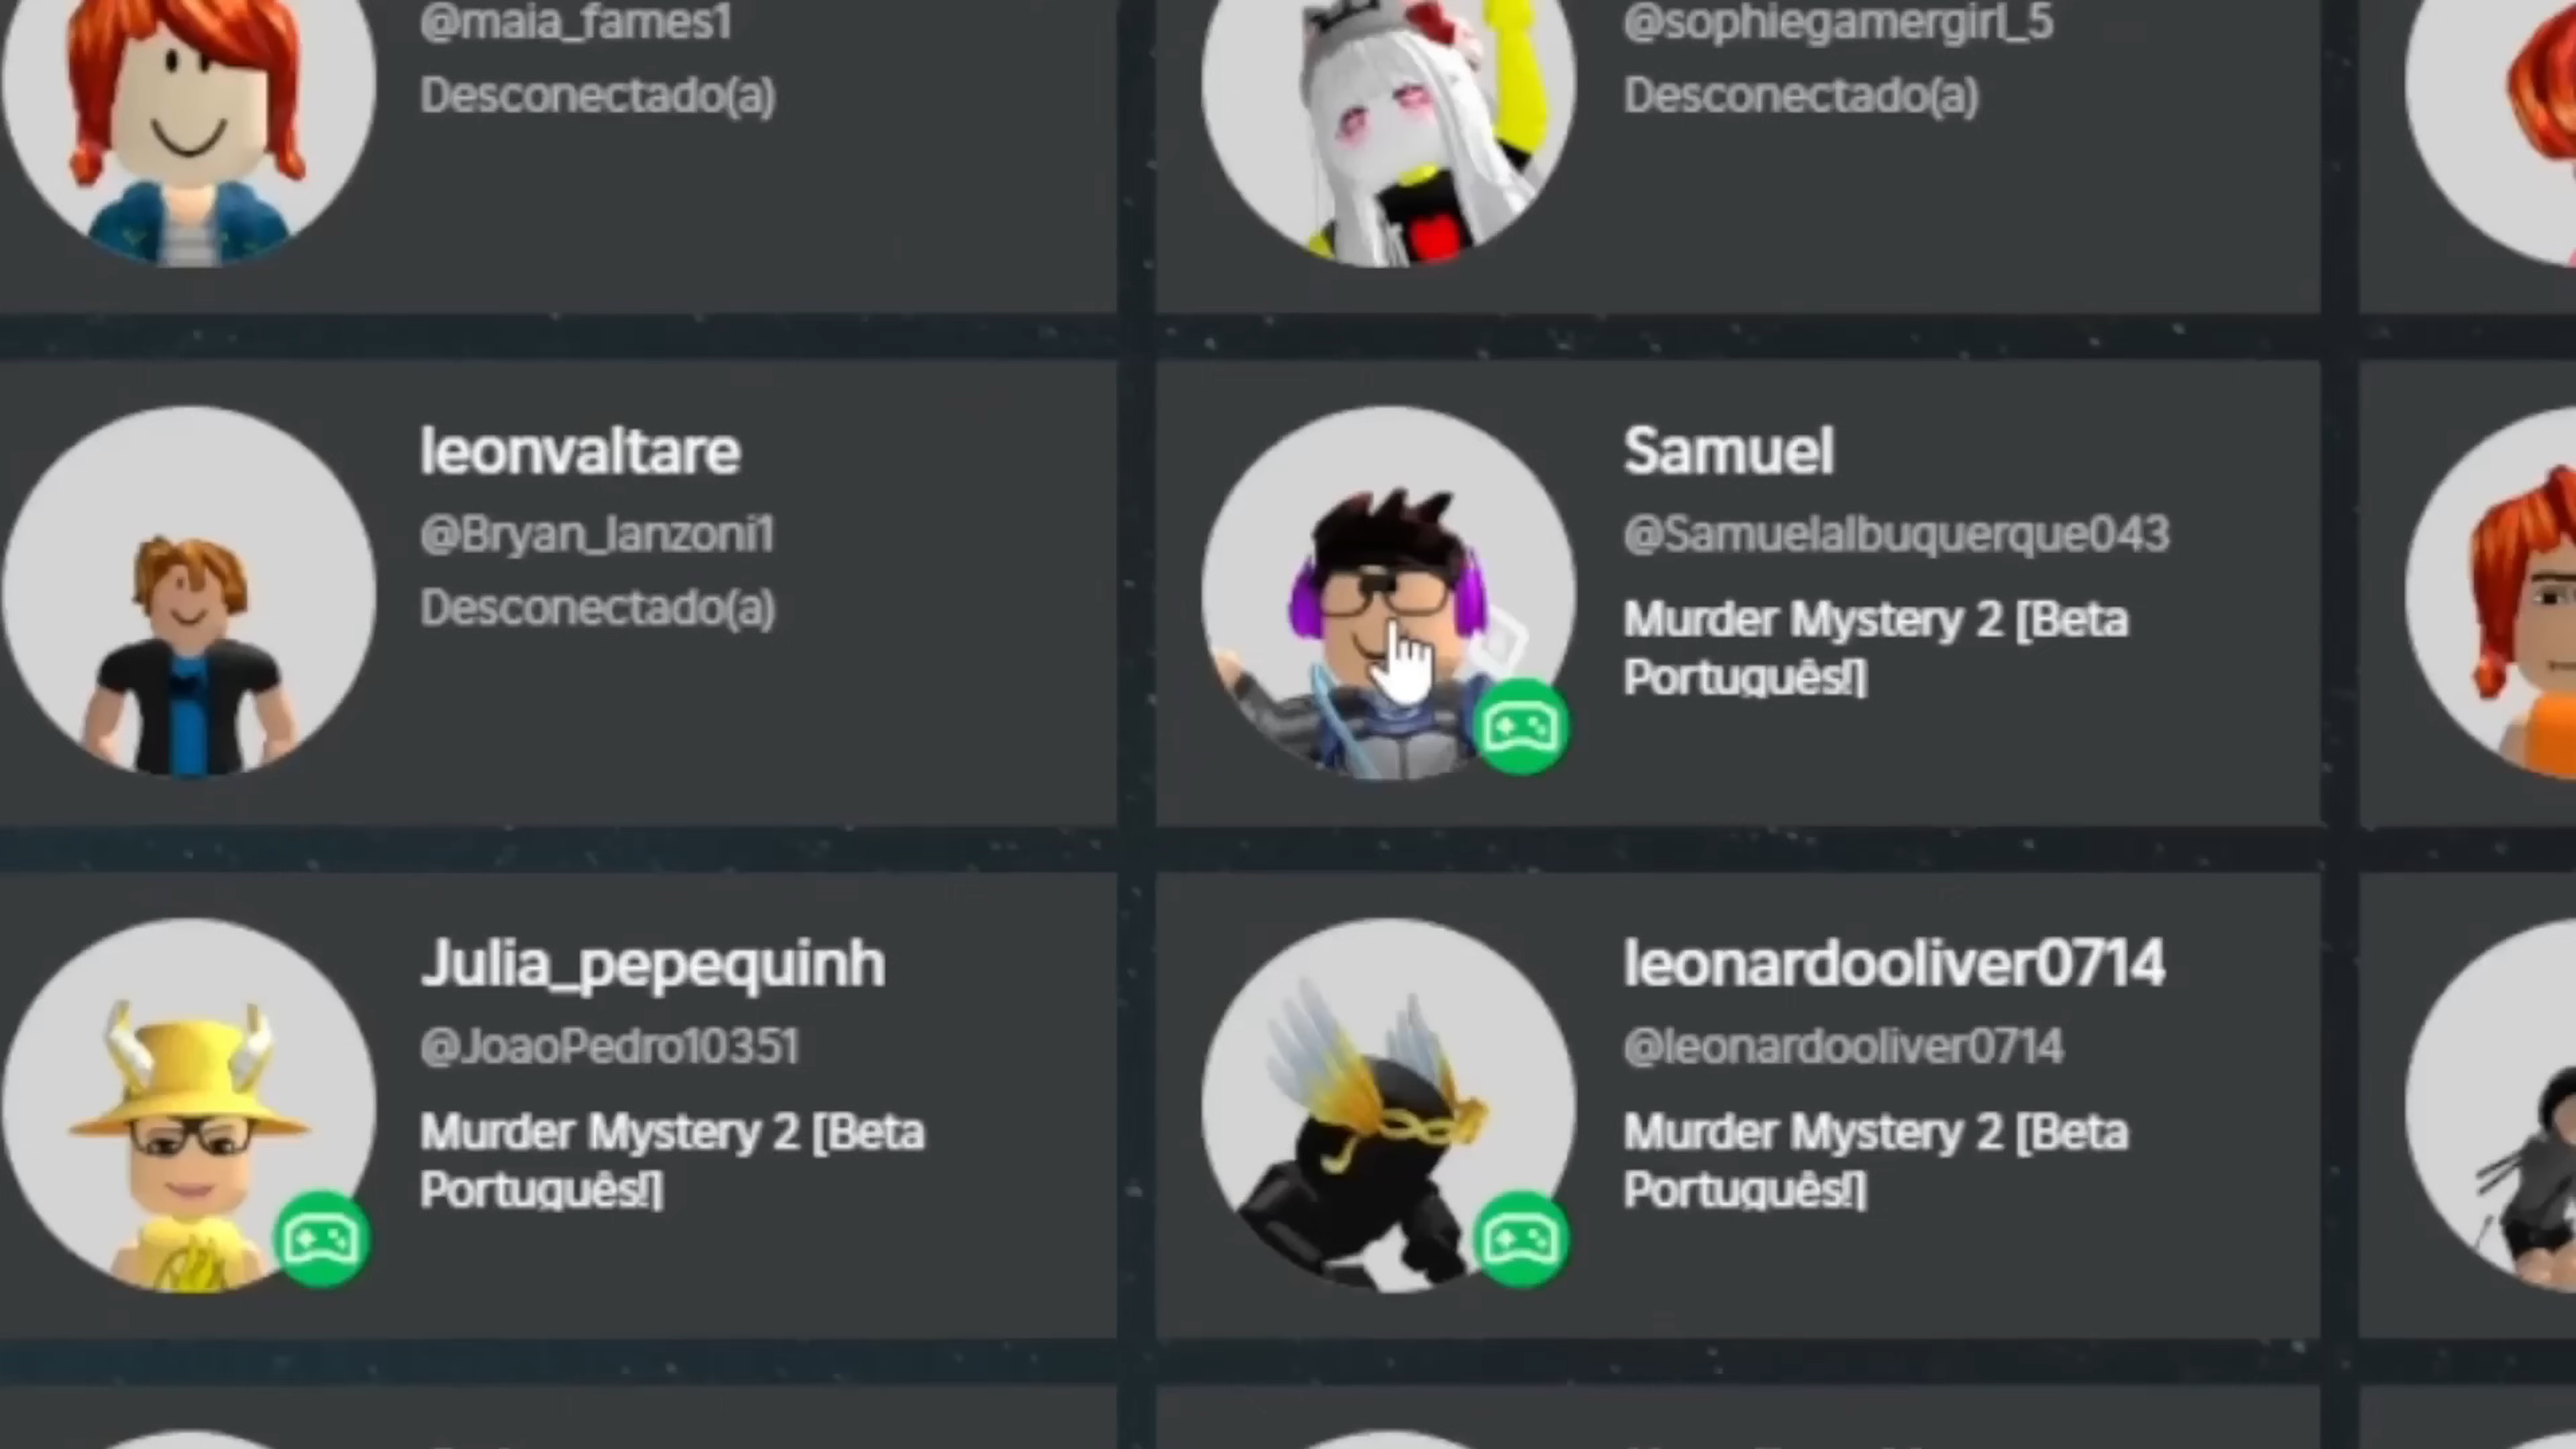 @maia_fames1
Desconectado(a)
@sophiegamergirl_5
Desconectado(a)
leonvaltare
@Bryan_lanzoni1
Desconectado(a)
Samuel
@Samuelalbuquerque043
Murder Mystery 2 [Beta
Português!]
Julia_pepequinh
@JoaoPedro10351
Murder Mystery 2 [Beta
Português!]
leonardooliver0714
@leonardooliver0714
Murder Mystery 2 [Beta
Português!]